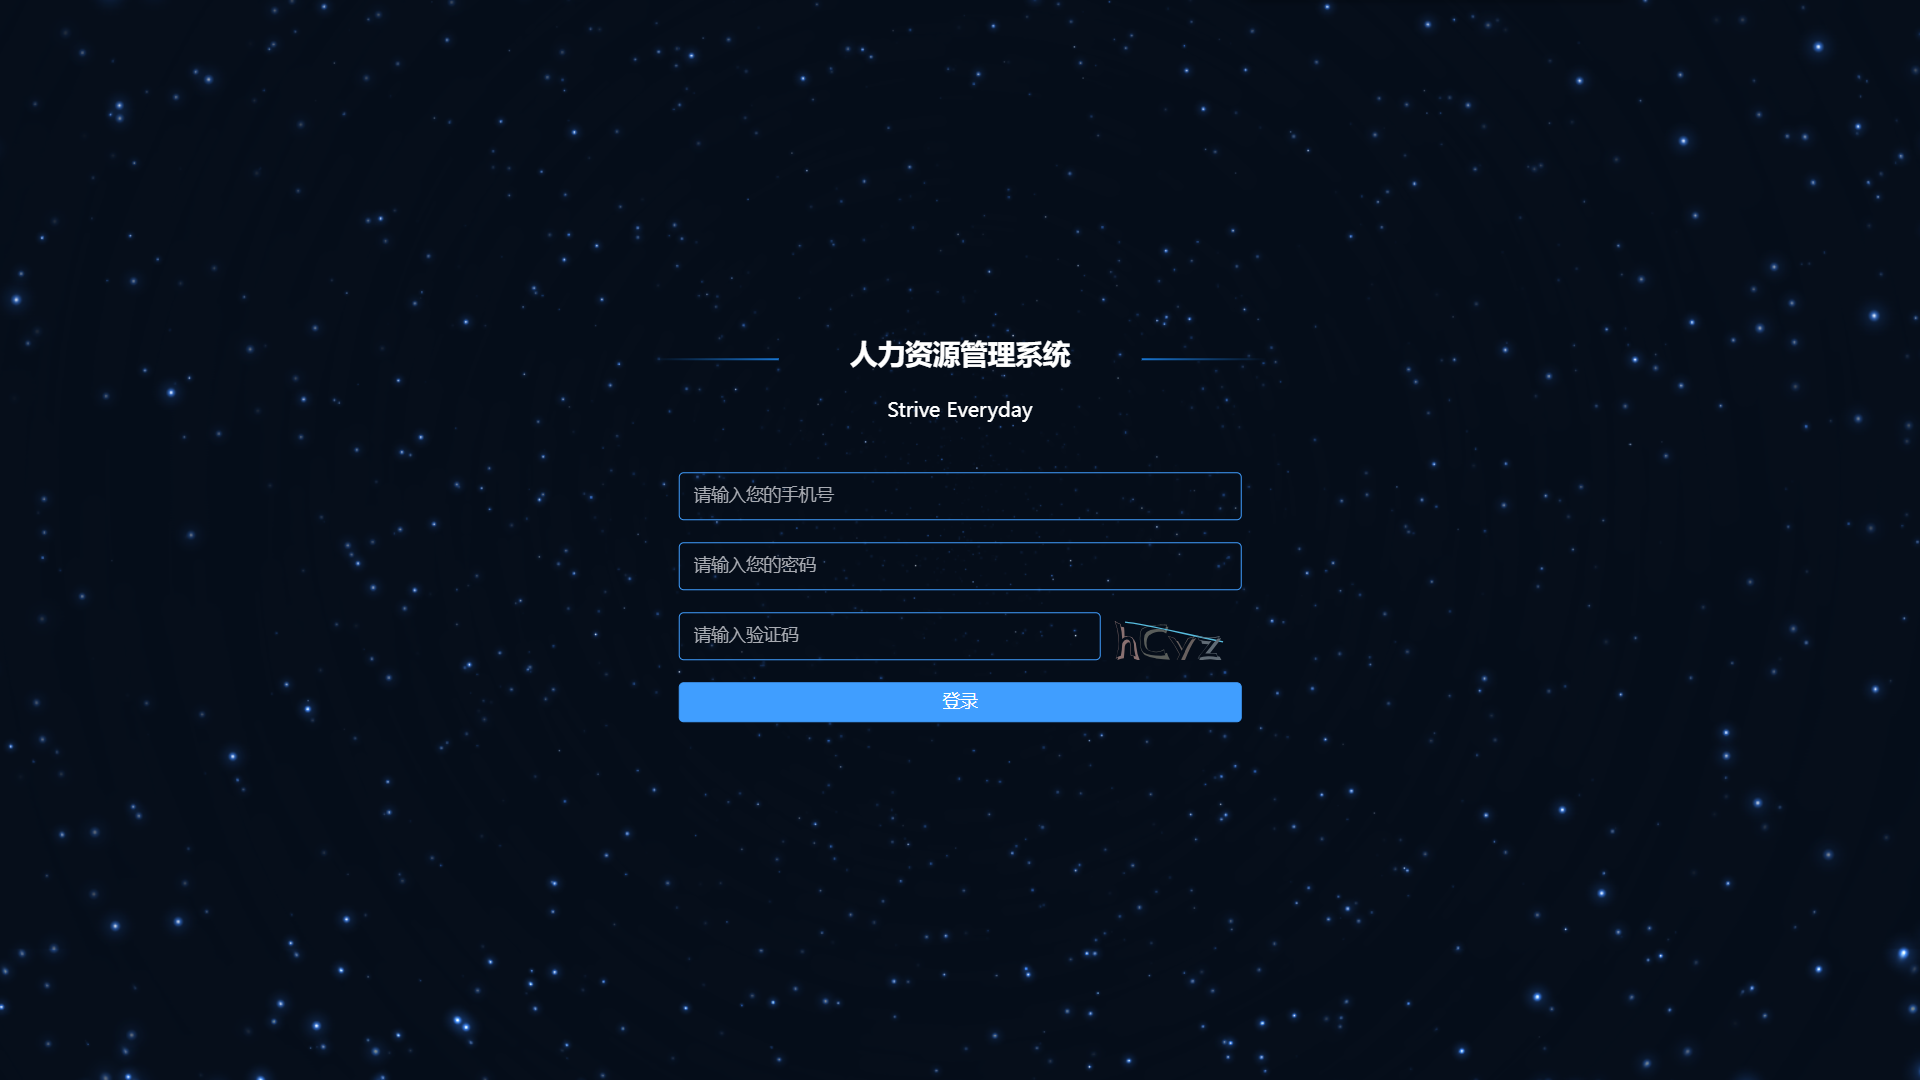 人力资源管理系统
Strive Everyday
请输入您的手机号
请输入您的密码
请输入验证码
hCyz
登录